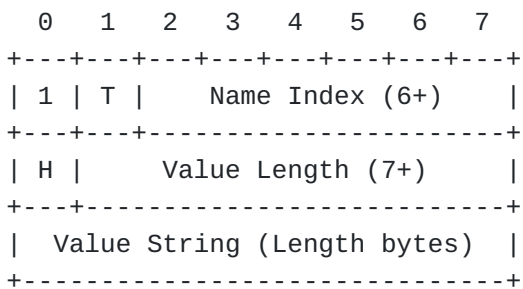 0   1   2   3   4   5   6   7
+---+---+---+---+---+---+---+---+
| 1 | T |    Name Index (6+)    |
+---+---+-----------------------+
| H |     Value Length (7+)     |
+---+---------------------------+
|  Value String (Length bytes)  |
+-------------------------------+